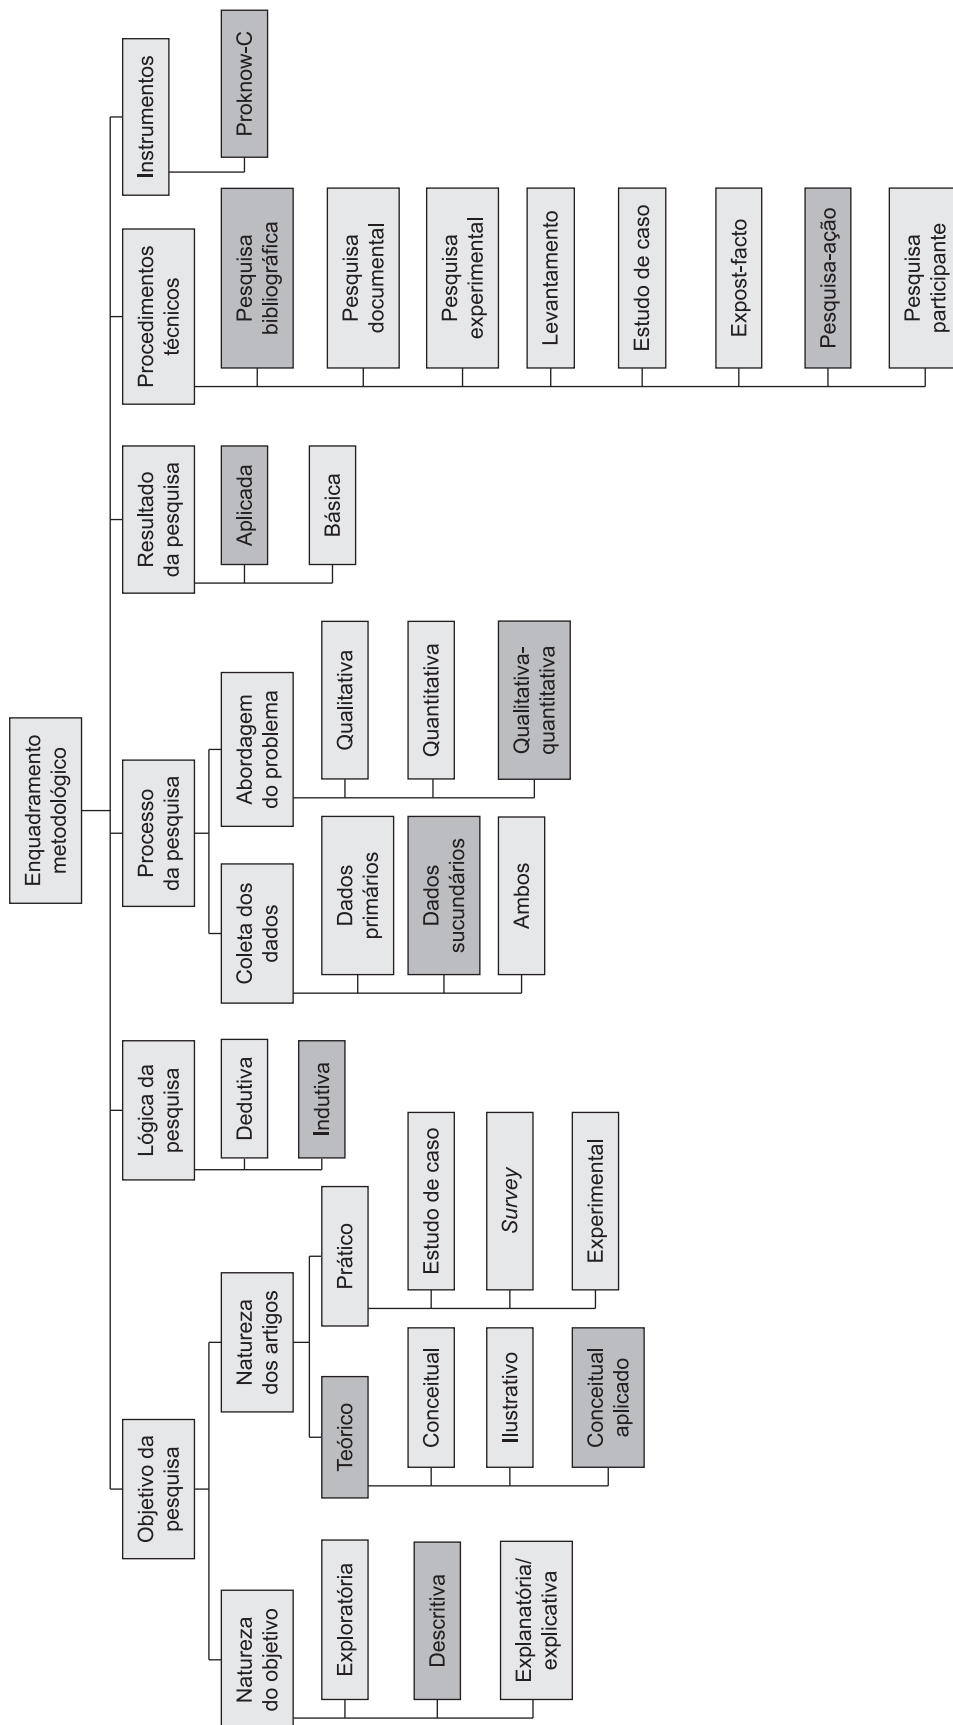 Enquadramento
metodológico
Objetivo da
pesquisa
Natureza
do objetivo
Exploratória
Descritiva
Explanatória/
explicativa
Natureza
dos artigos
Teórico
Conceitual
Ilustrativo
Conceitual
aplicado
Prático
Estudo de caso
Survey
Experimental
Lógica da
pesquisa
Dedutiva
Indutiva
Processo
da pesquisa
Coleta dos
dados
Dados
primários
Dados
sucundários
Ambos
Abordagem
do problema
Qualitativa
Quantitativa
Qualitativa-
quantitativa
Resultado
da pesquisa
Aplicada
Básica
Procedimentos
técnicos
Pesquisa
bibliográfica
Pesquisa
documental
Pesquisa
experimental
Levantamento
Estudo de caso
Expost-facto
Pesquisa-ação
Pesquisa
participante
Instrumentos
Proknow-C